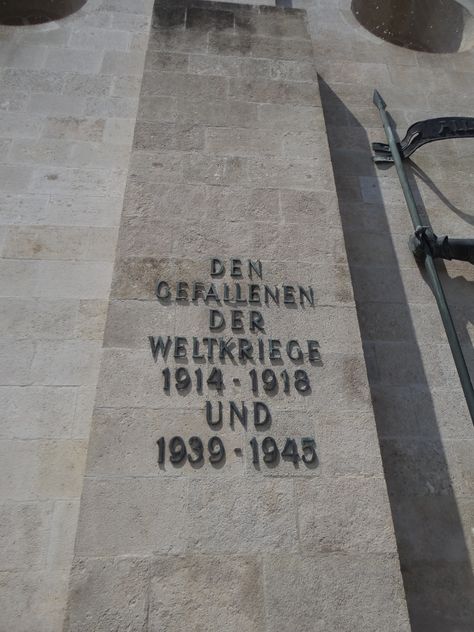 DEN
GEFALLENEN
DER
WELTKRIEGE
1914 - 1918
UND
1939 - 1945